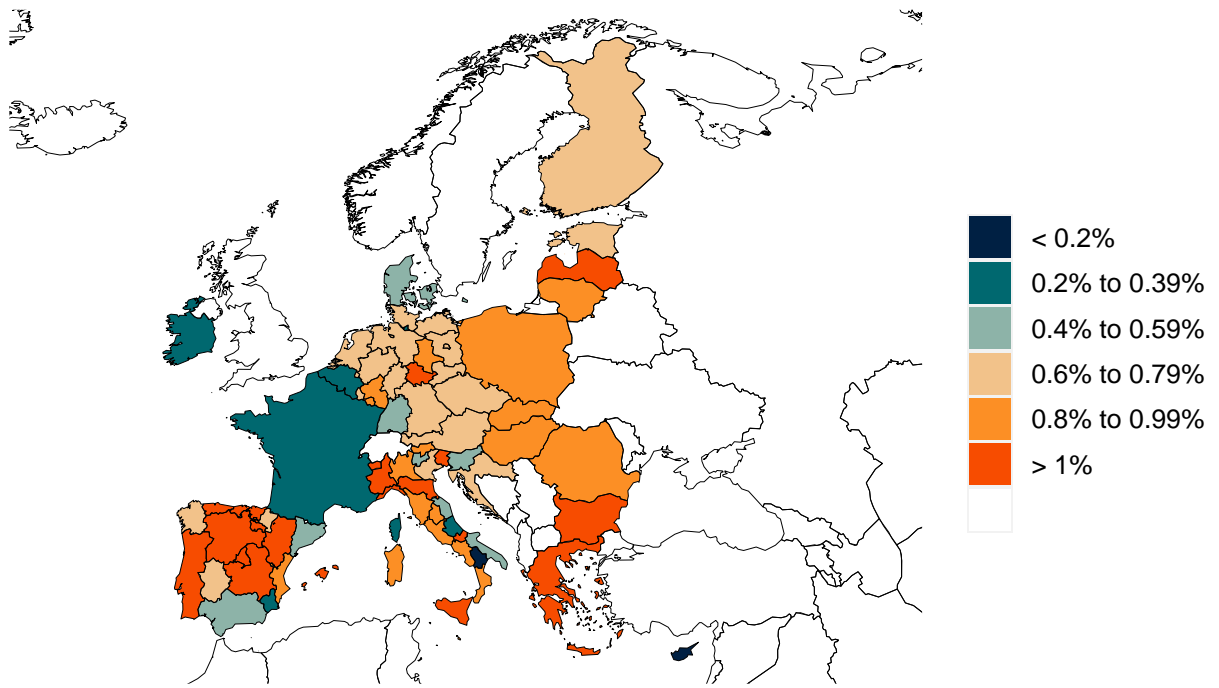 < 0.2%
0.2% to 0.39%
0.4% to 0.59%
0.6% to 0.79%
0.8% to 0.99%
> 1%